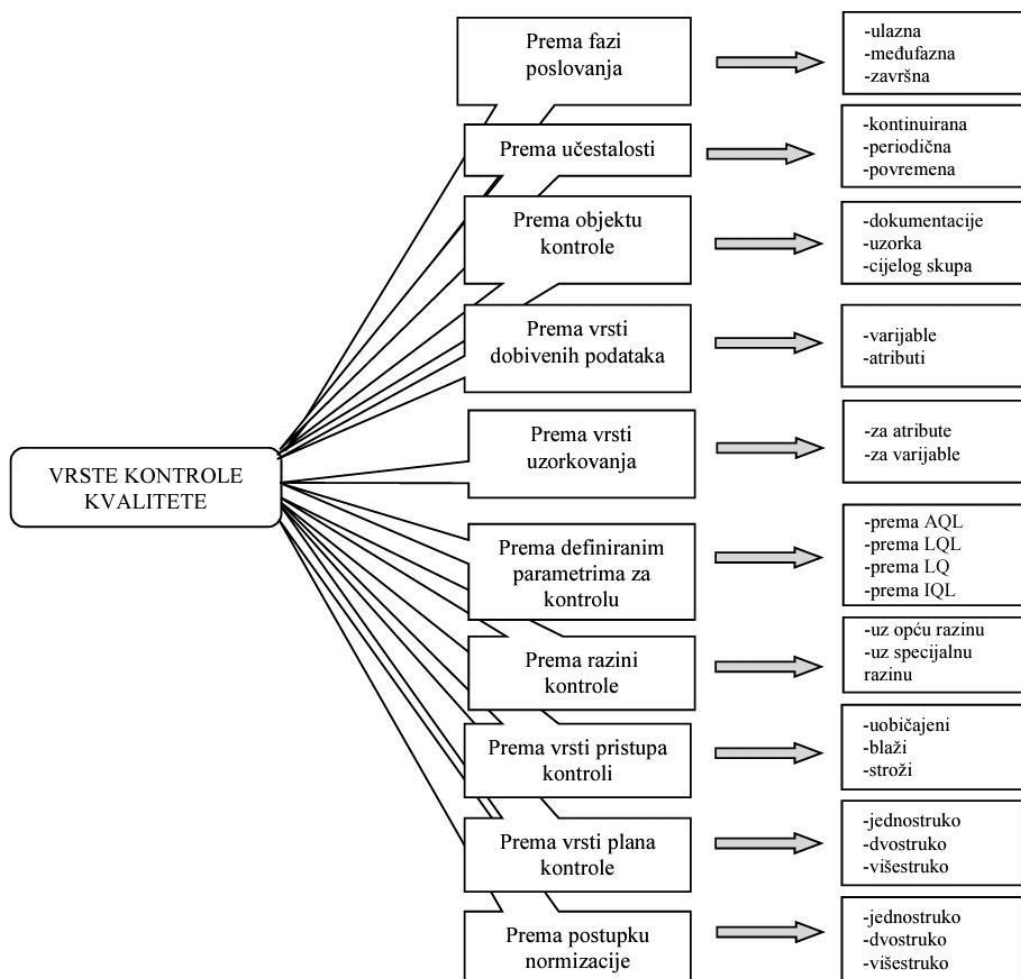 VRSTE KONTROLE
KVALITETE
Prema fazi
poslovanja
-ulazna
-međufazna
-završna
Prema učestalosti
-kontinuirana
-periodična
-povremena
Prema objektu
kontrole
-dokumentacije
-uzorka
-cijelog skupa
Prema vrsti
dobivenih podataka
-varijable
-atributi
Prema vrsti
uzorkovanja
-za atribute
-za varijable
Prema definiranim
parametrima za
kontrolu
-prema AQL
-prema LQL
-prema LQ
-prema IQL
Prema razini
kontrole
-uz opću razinu
-uz specijalnu
razinu
Prema vrsti pristupa
kontroli
-uobičajeni
-blaži
-stroži
Prema vrsti plana
kontrole
-jednostruko
-dvostruko
-višestruko
Prema postupku
normizacije
-jednostruko
-dvostruko
-višestruko